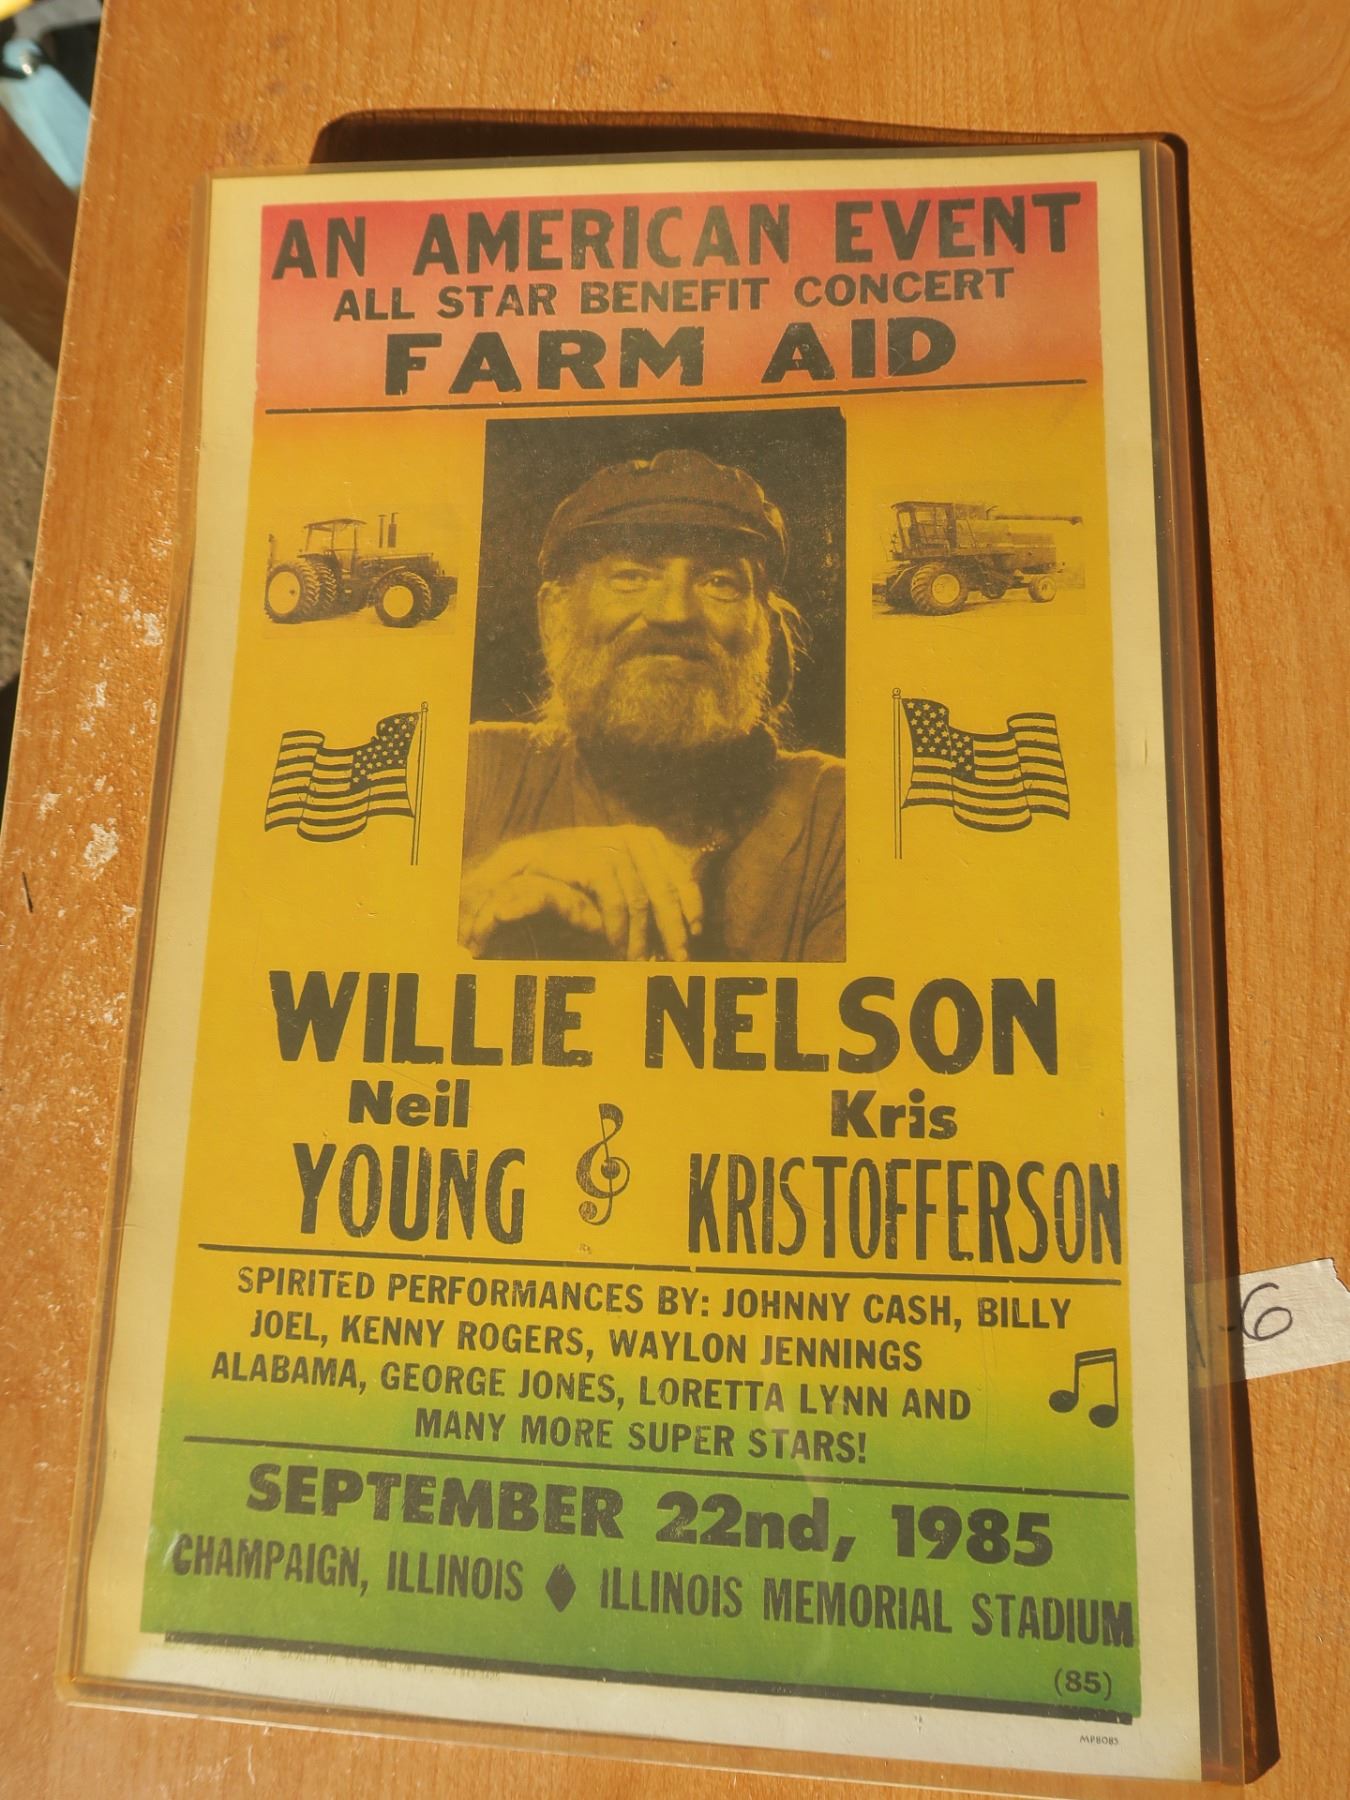 AN AMERICAN EVENT
ALL STAR BENEFIT CONCERT
FARM AID
WILLIE NELSON
Neil
YOUNG
Kris
KRISTOFFERSON
SPIRITED PERFORMANCES BY: JOHNNY CASH, BILLY
JOEL, KENNY ROGERS, WAYLON JENNINGS
ALABAMA, GEORGE JONES, LORETTA LYNN AND
MANY MORE SUPER STARS!
SEPTEMBER 22nd, 1985
CHAMPAIGN, ILLINOIS ♦ ILLINOIS MEMORIAL STADIUM
(85)
MP8085
-6